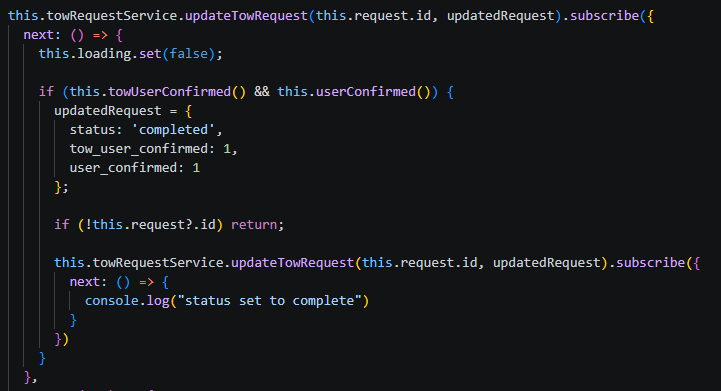 this.towRequestService.updateTowRequest(this.request.id, updatedRequest).subscribe({
next: () => {
this.loading.set(false);
if (this.towUserConfirmed() && this.userConfirmed()) {
updatedRequest = {
status: 'completed',
tow_user_confirmed: 1,
user_confirmed: 1
};
if (!this.request?.id) return;
this.towRequestService.updateTowRequest(this.request.id, updatedRequest).subscribe({
next: () => {
console.log("status set to complete")
}
})
}
},